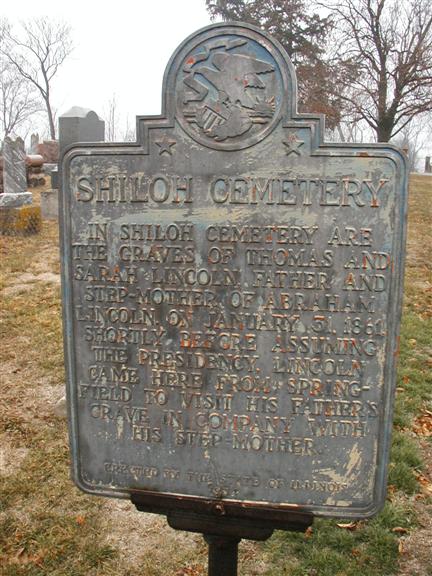 SHILOH CEMETERY
IN SHILOH CEMETERY ARE
THE GRAVES OF THOMAS AND
SARAH LINCOLN, FATHER AND
STEP-MOTHER OF ABRAHAM
LINCOLN. ON JANUARY 31, 1861,
SHORTLY BEFORE ASSUMING
THE PRESIDENCY, LINCOLN
CAME HERE FROM SPRING-
FIELD TO VISIT HIS FATHER'S
GRAVE IN COMPANY WITH
HIS STEP-MOTHER.
ERECTED BY THE STATE OF ILLINOIS